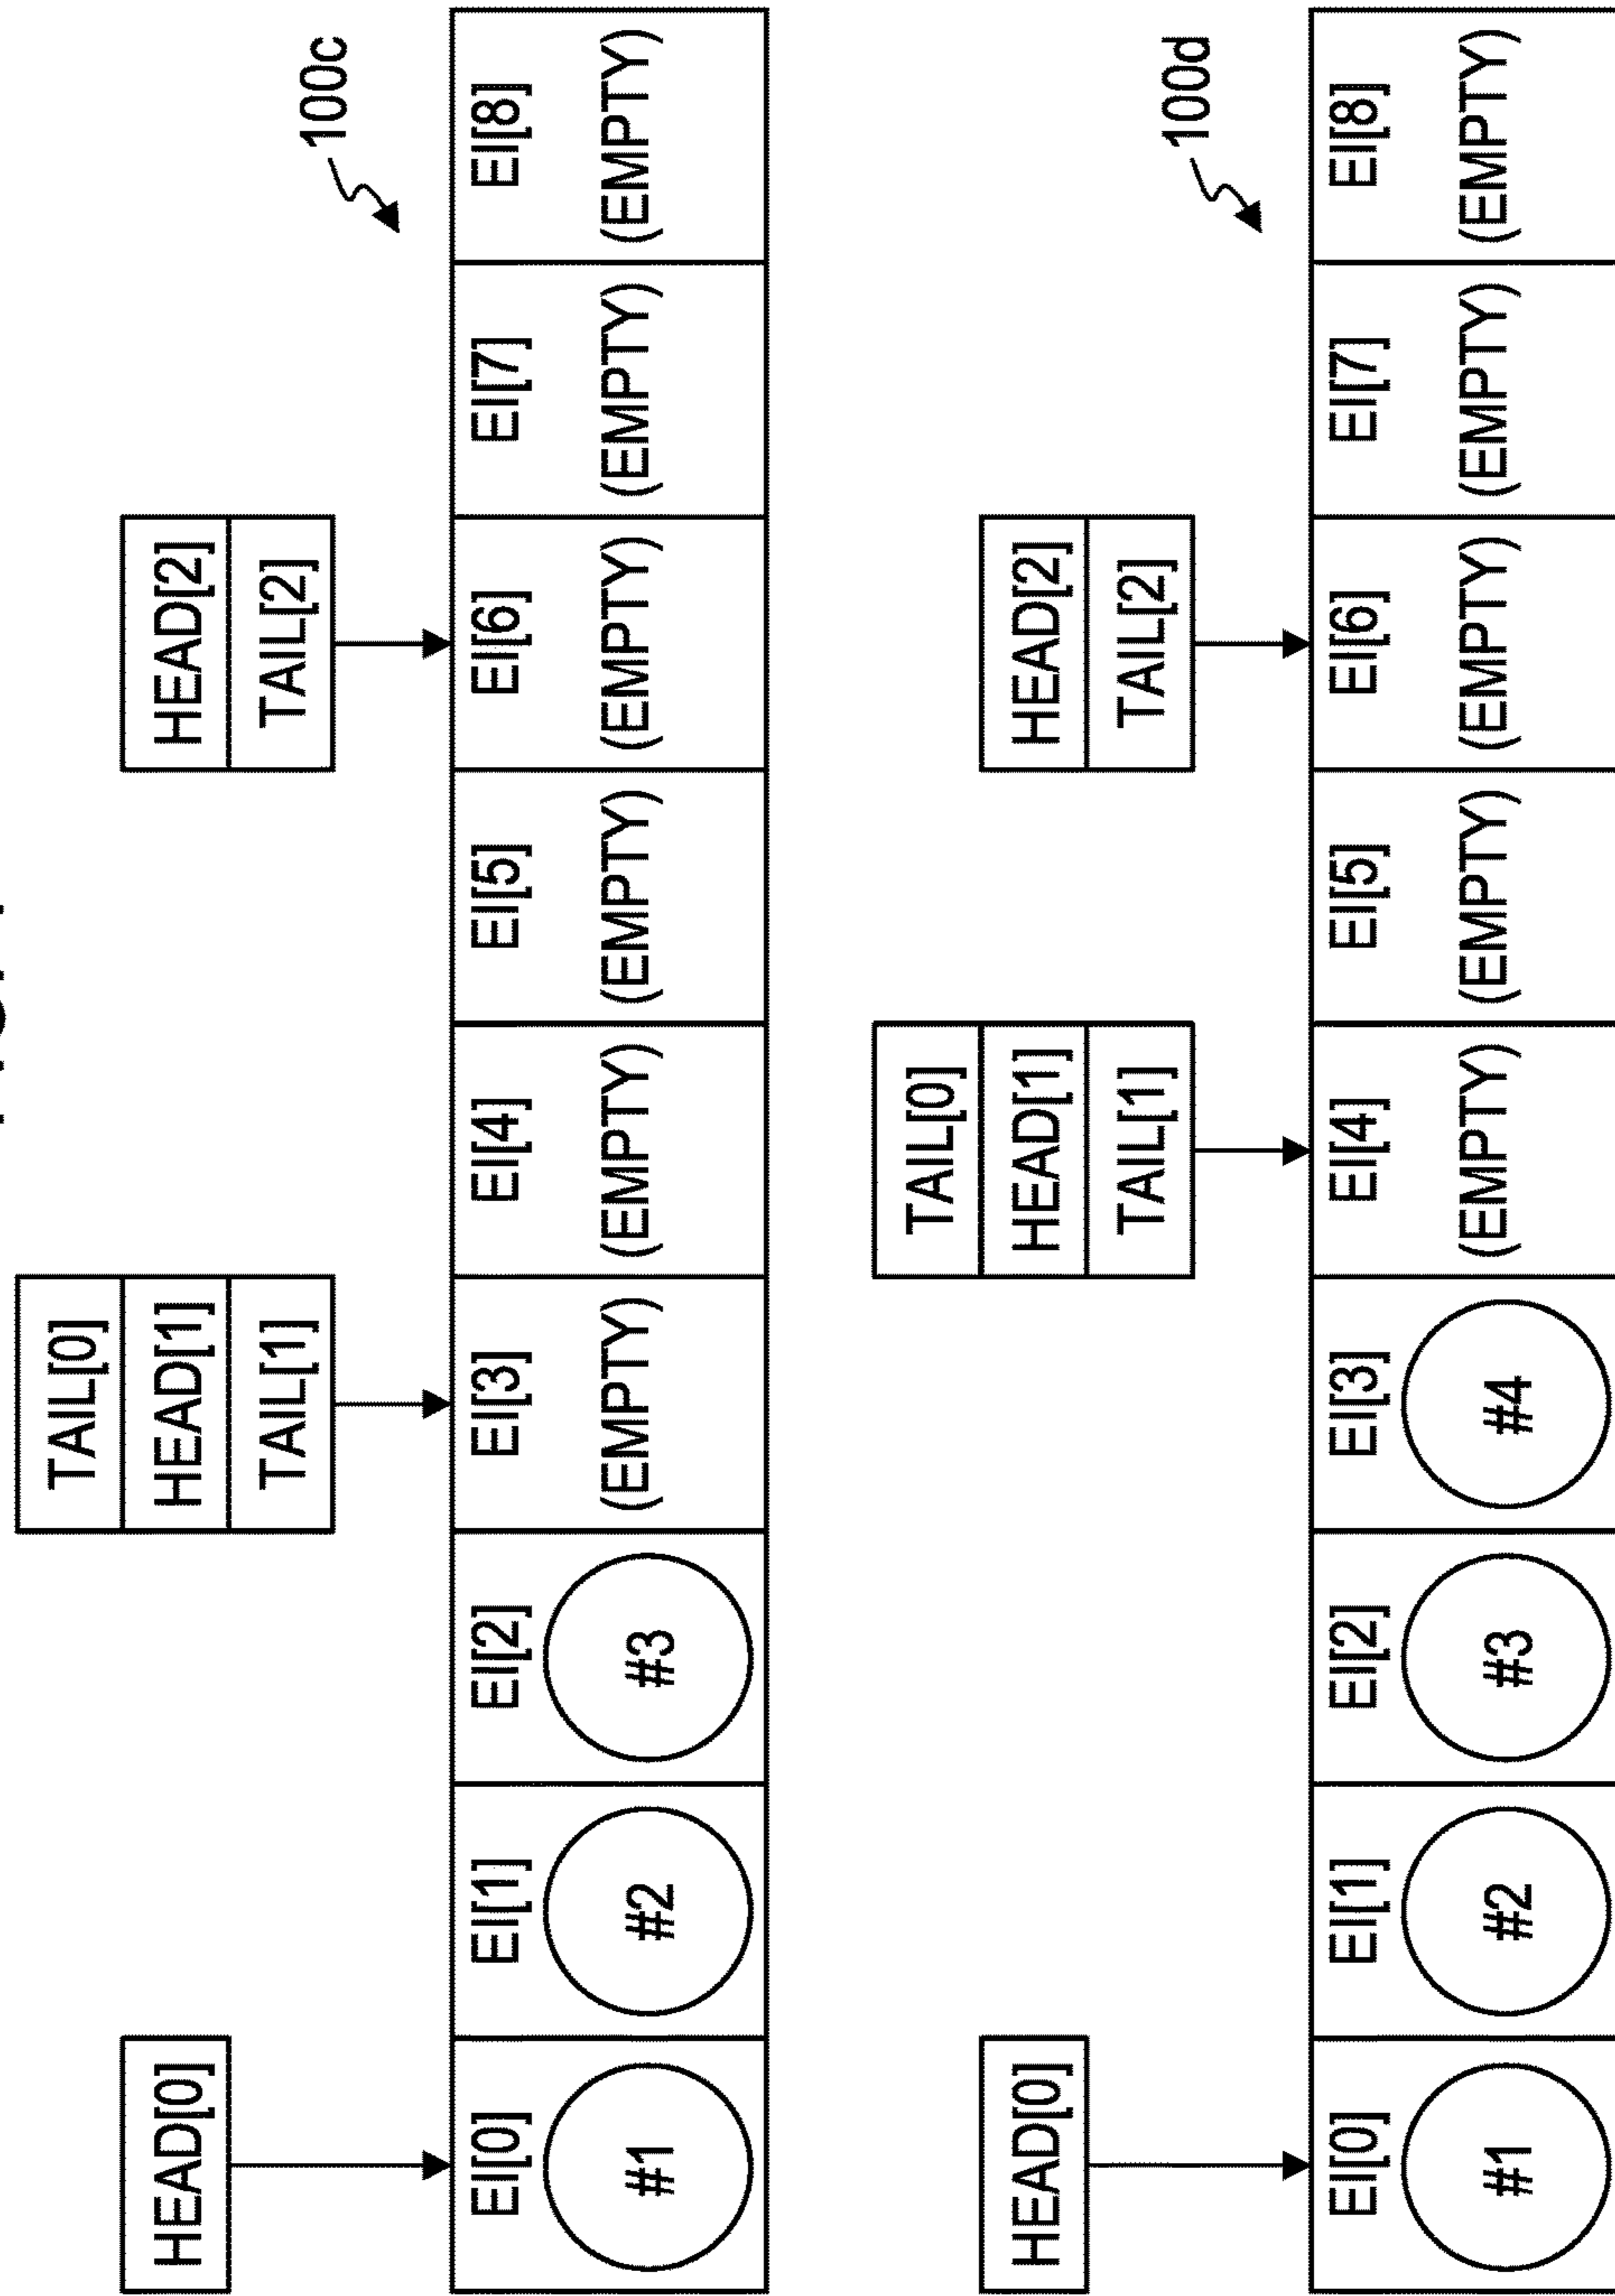 100c
HEAD[0]
TAIL[0]
HEAD[1]
TAIL[1]
HEAD[2]
TAIL[2]
EI[0] EI[1] EI[2] EI[3] EI[4] EI[5] EI[6] EI[7] EI[8]
#1 #2 #3 (EMPTY) (EMPTY) (EMPTY) (EMPTY) (EMPTY) (EMPTY)
100d
HEAD[0]
TAIL[0]
HEAD[1]
TAIL[1]
HEAD[2]
TAIL[2]
EI[0] EI[1] EI[2] EI[3] EI[4] EI[5] EI[6] EI[7] EI[8]
#1 #2 #3 #4 (EMPTY) (EMPTY) (EMPTY) (EMPTY) (EMPTY)